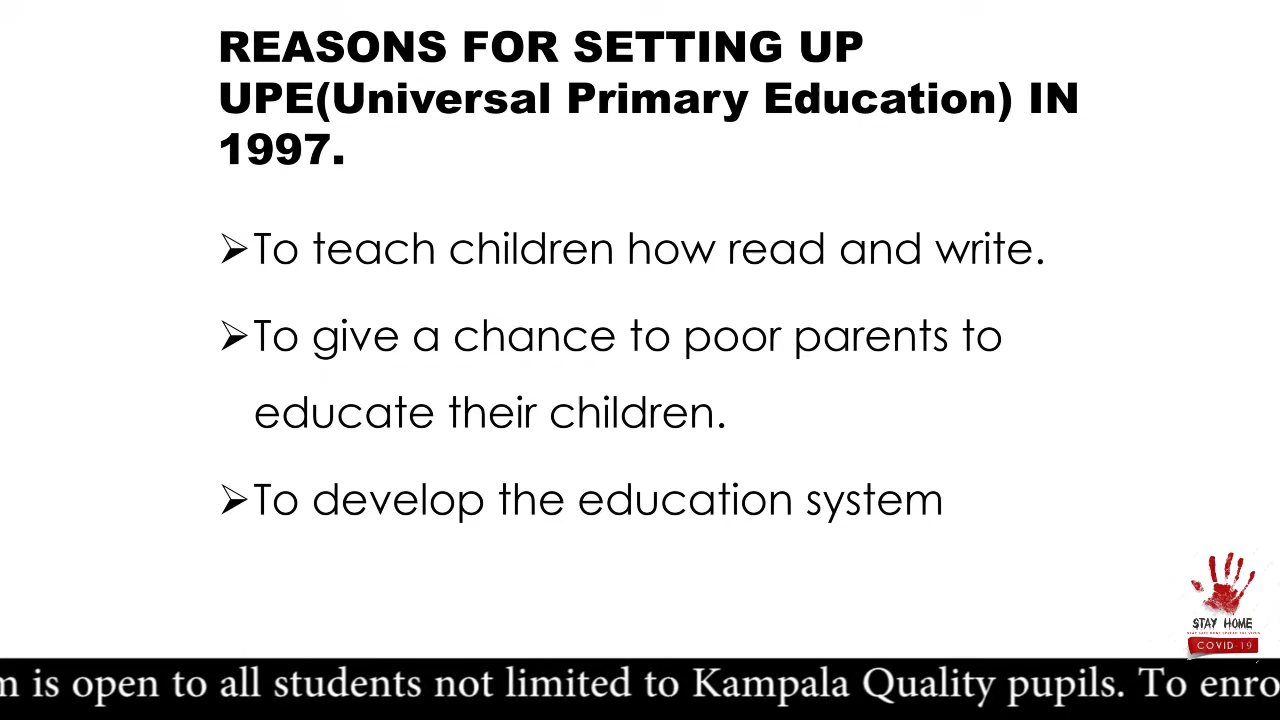 REASONS FOR SETTING UP
UPE(Universal Primary Education) IN
1997.
➢To teach children how read and write.
➢To give a chance to poor parents to
educate their children.
➢To develop the education system
STAY HOME
COVID-19
m is open to all students not limited to Kampala Quality pupils. To enro